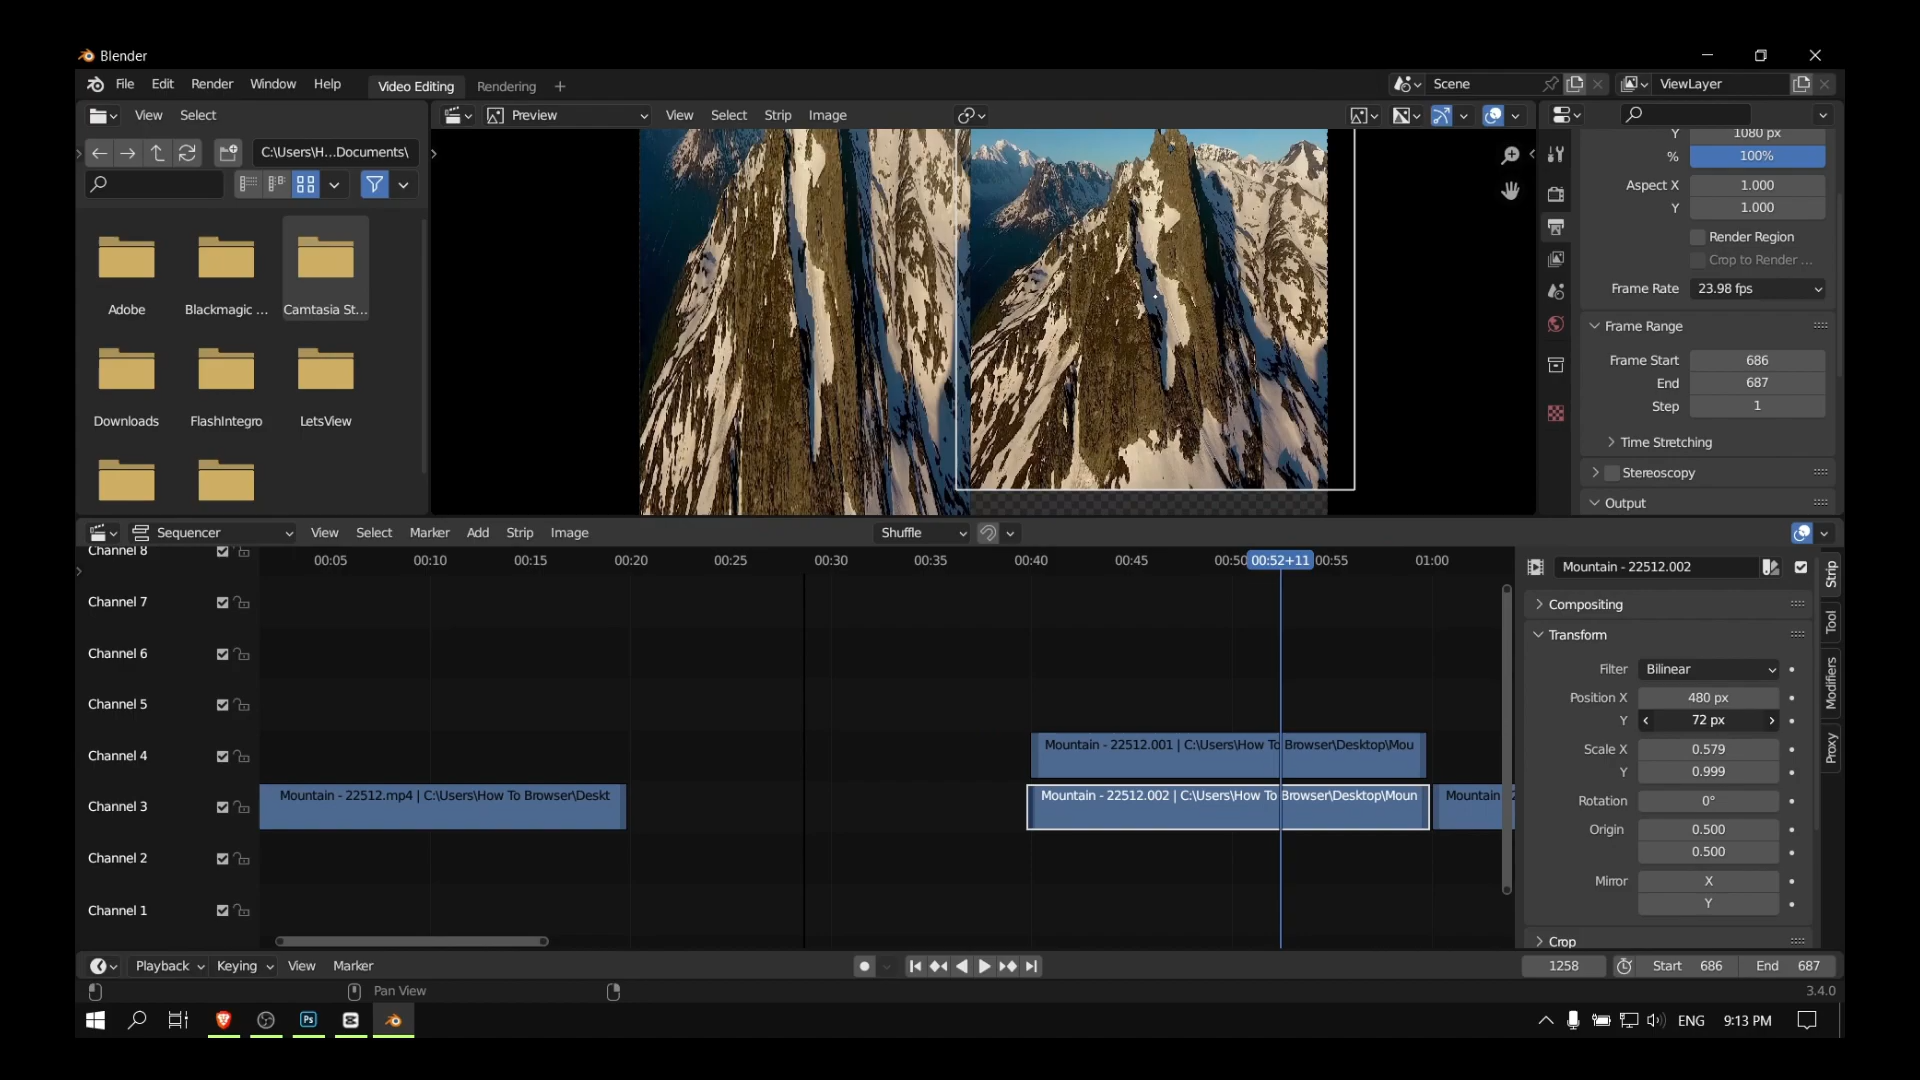 Blender
File Edit Render Window Help Video Editing Rendering + Scene ViewLayer
View Select Preview View Select Strip Image
C:\Users\H...Documents\
Adobe Blackmagic ... Camtasia St...
Downloads FlashIntegro LetsView
Y 1080 px
% 100%
Aspect X 1.000
Y 1.000
Render Region
Crop to Render ...
Frame Rate 23.98 fps
Frame Range
Frame Start 686
End 687
Step 1
Time Stretching
Stereoscopy
Output
Sequencer View Select Marker Add Strip Image Shuffle
00:05 00:10 00:15 00:20 00:25 00:30 00:35 00:40 00:45 00:50 00:52+11 00:55 01:00
Channel 8
Channel 7
Channel 6
Channel 5
Channel 4
Channel 3
Channel 2
Channel 1
Mountain - 22512.001 | C:\Users\How To Browser\Desktop\Mou
Mountain - 22512.mp4 | C:\Users\How To Browser\Deskt
Mountain - 22512.002 | C:\Users\How To Browser\Desktop\Moun
Mountain
Mountain - 22512.002
Compositing
Transform
Filter Bilinear
Position X 480 px
Y 72 px
Scale X 0.579
Y 0.999
Rotation 0°
Origin 0.500
0.500
Mirror X
Y
Crop
Strip
Tool
Modifiers
Proxy
Playback Keying View Marker 1258 Start 686 End 687
Pan View 3.4.0
Ps ENG 9:13 PM